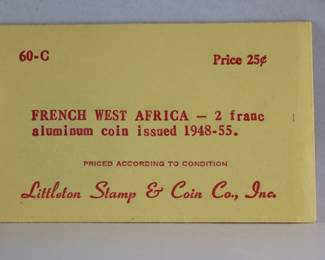 60-C Price 25¢
FRENCH WEST AFRICA — 2 franc
aluminum coin issued 1948-55.
PRICED ACCORDING TO CONDITION
Littleton Stamp & Coin Co., Inc.